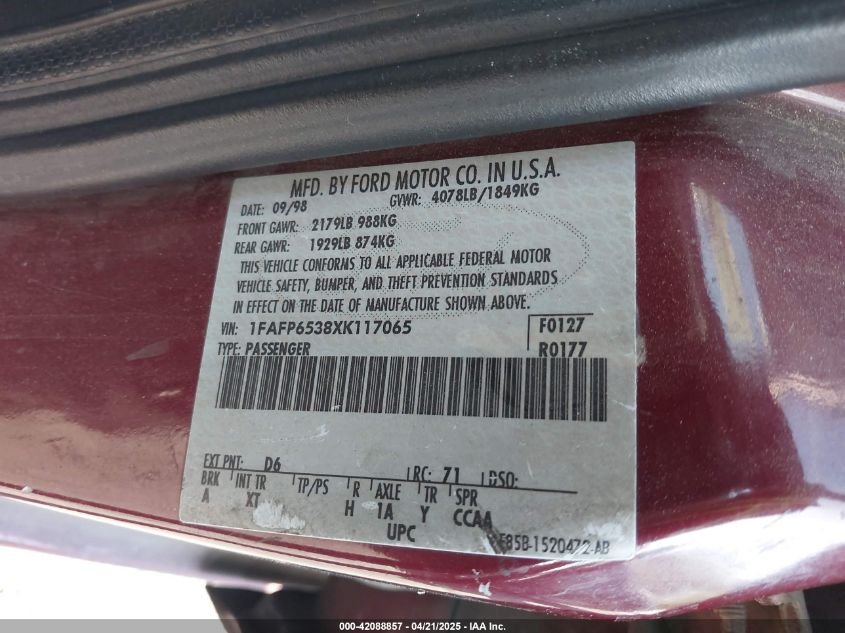 MFD. BY FORD MOTOR CO. IN U.S.A.
DATE: 09/98 GVWR: 4078LB/1849KG
FRONT GAWR: 2179LB 988KG
REAR GAWR: 1929LB 874KG
THIS VEHICLE CONFORMS TO ALL APPLICABLE FEDERAL MOTOR
VEHICLE SAFETY, BUMPER, AND THEFT PREVENTION STANDARDS
IN EFFECT ON THE DATE OF MANUFACTURE SHOWN ABOVE.
VIN: 1FAFP6538XK117065 F0127
TYPE: PASSENGER R0177
EXT PNT: D6 RC: 71 DSO:
BRK INT TR TP/PS R AXLE TR SPR
A XT H 1A Y CCAA
UPC F85B-1520472-AB
000-42088857 - 04/21/2025 - IAA Inc.